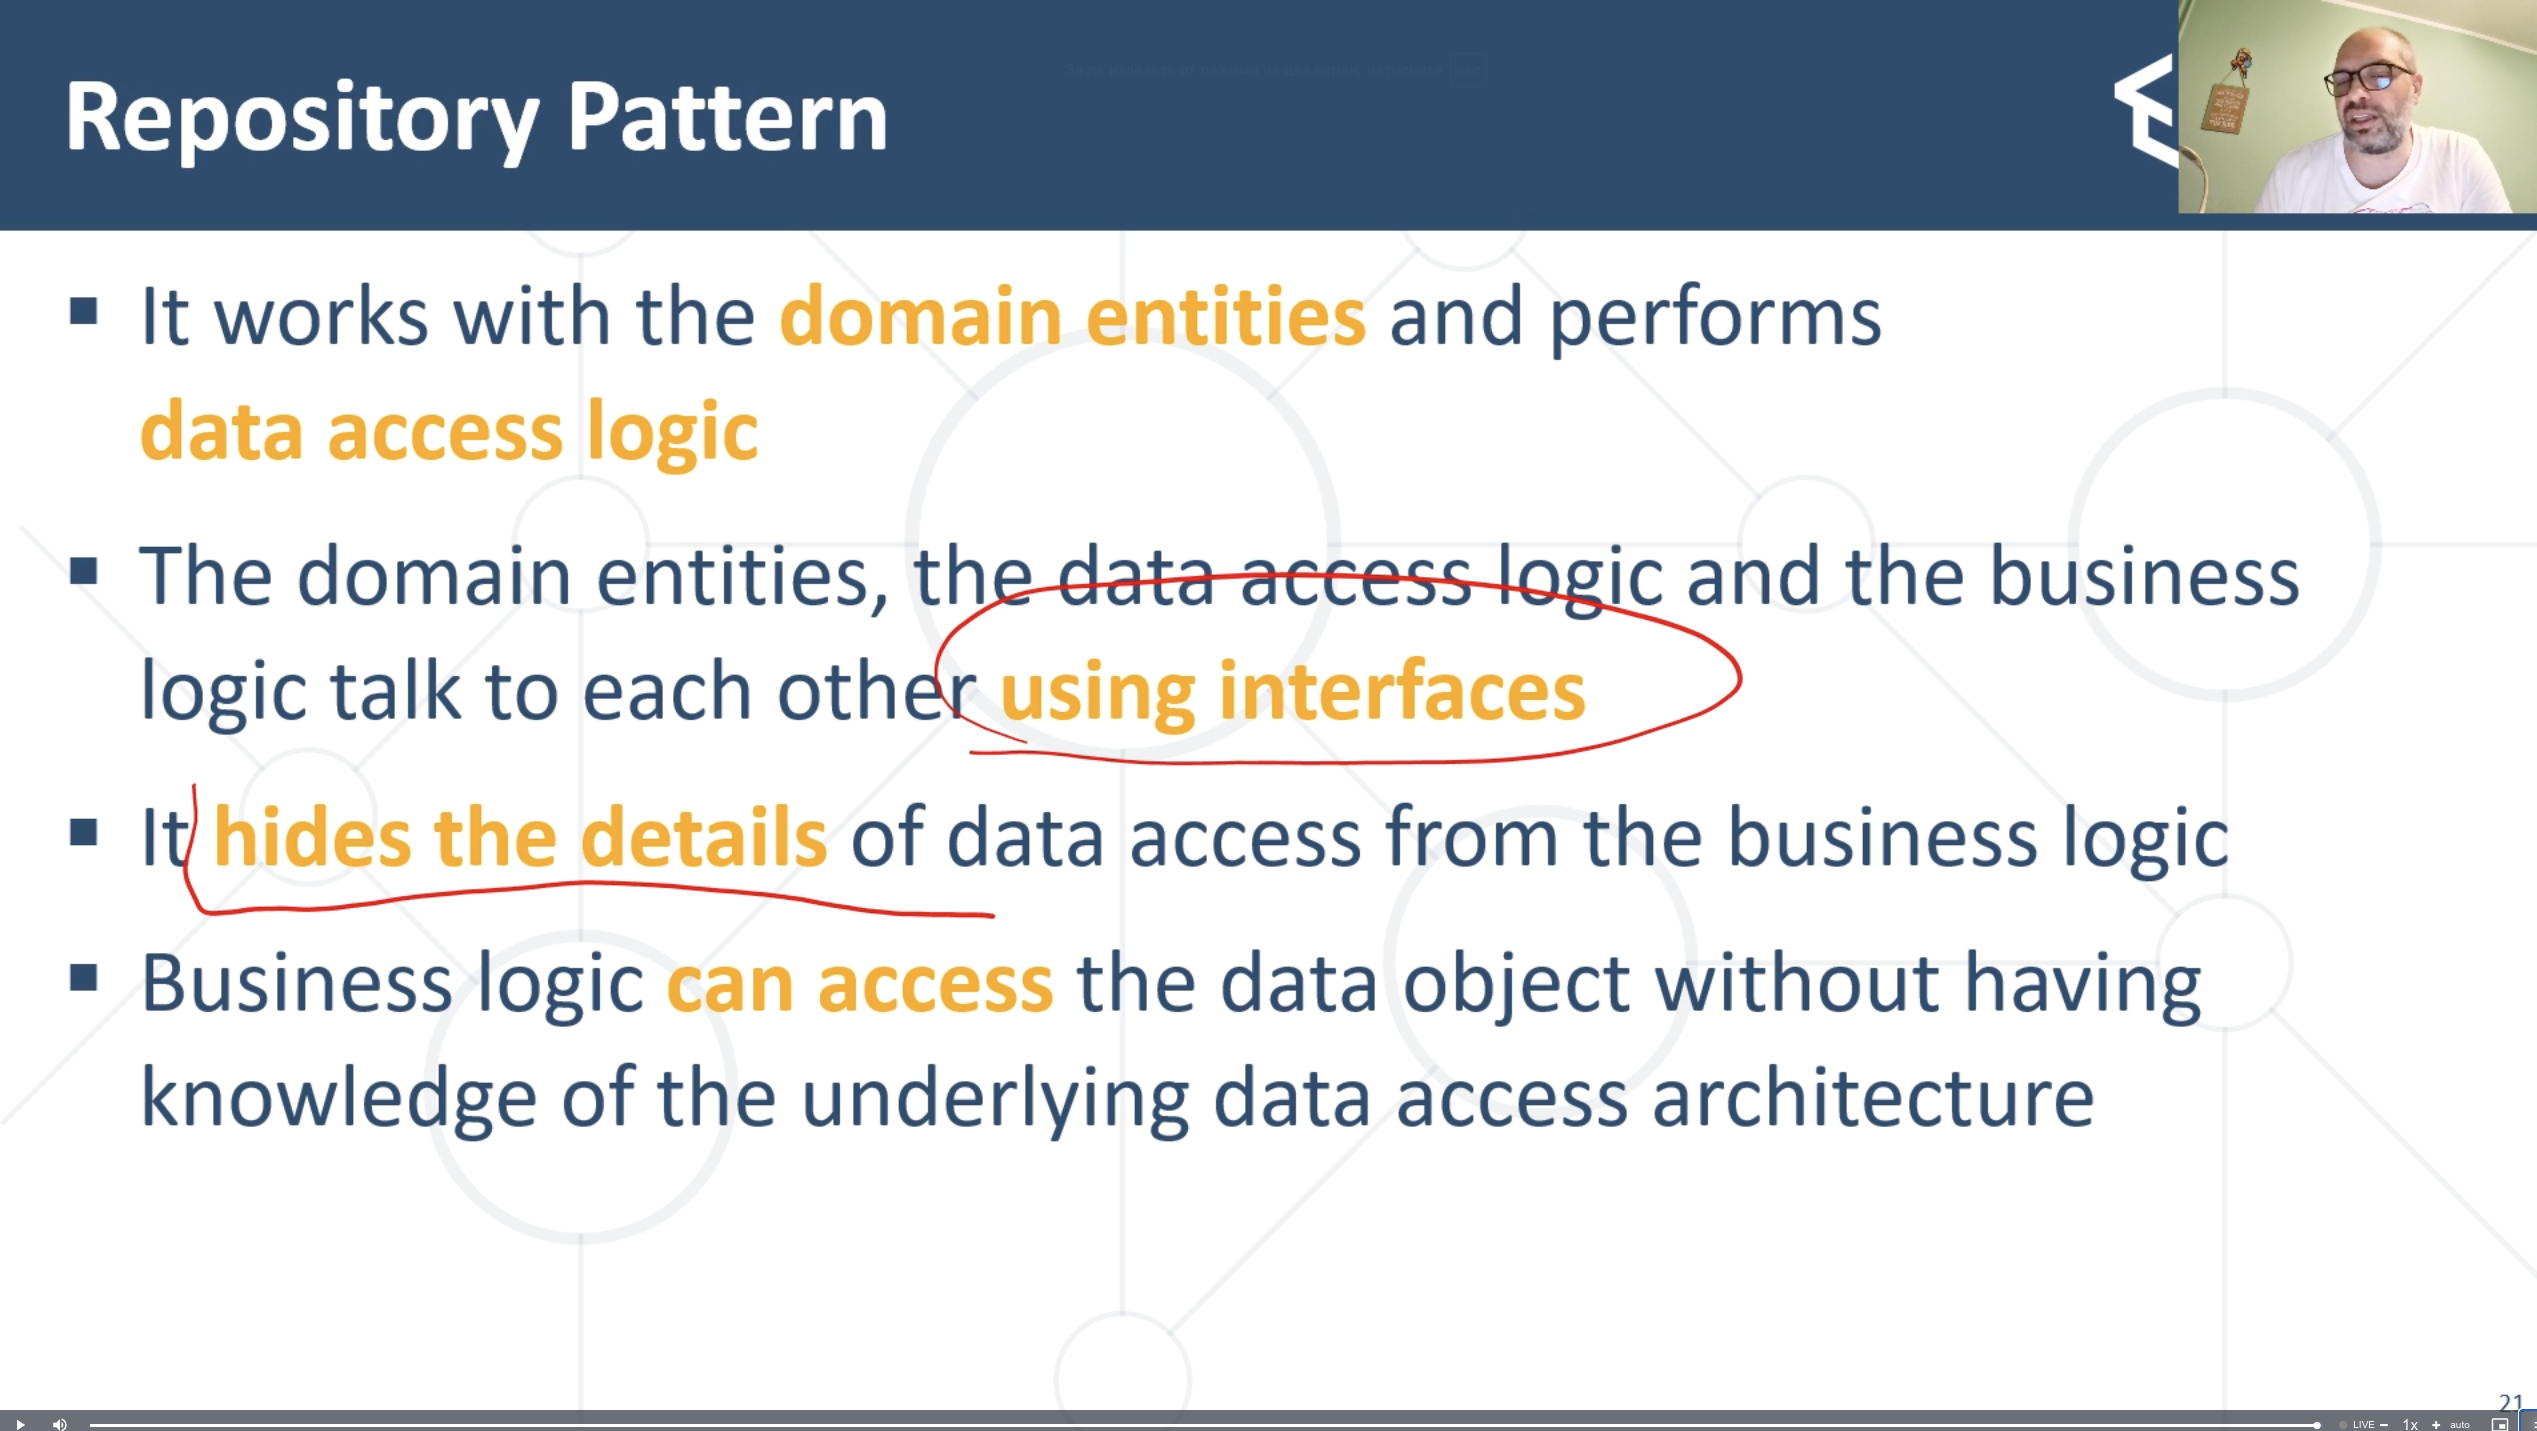 Repository Pattern
▪ It works with the domain entities and performs
data access logic
▪ The domain entities, the data access logic and the business
logic talk to each other using interfaces
▪ It hides the details of data access from the business logic
▪ Business logic can access the data object without having
knowledge of the underlying data access architecture
21
LIVE − 1x + auto